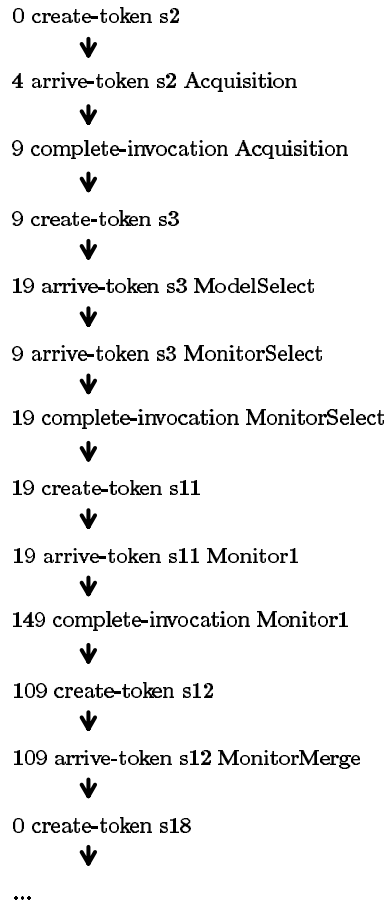 0 create-token s2
4 arrive-token s2 Acquisition
9 complete-invocation Acquisition
9 create-token s3
19 arrive-token s3 ModelSelect
9 arrive-token s3 MonitorSelect
19 complete-invocation MonitorSelect
19 create-token s11
19 arrive-token s11 Monitor1
149 complete-invocation Monitor1
109 create-token s12
109 arrive-token s12 MonitorMerge
0 create-token s18
...